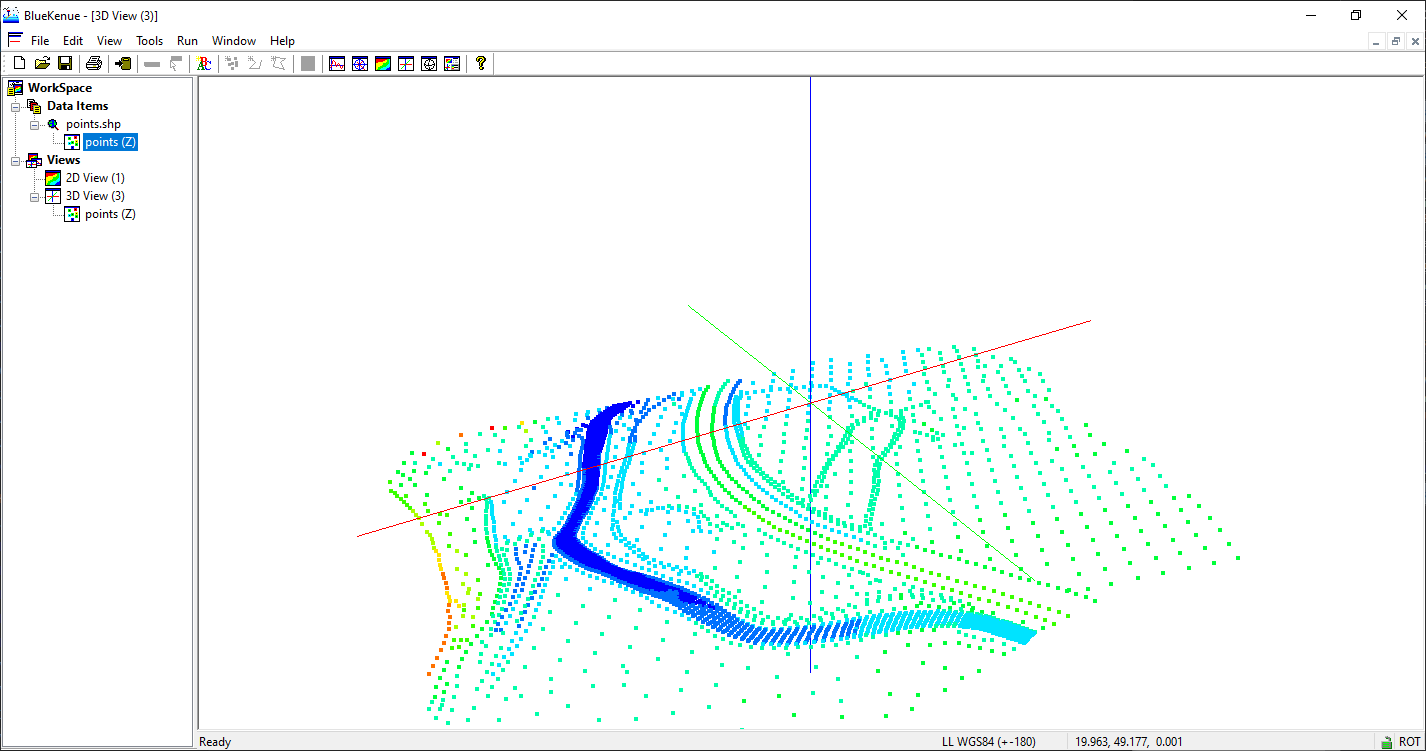 BlueKenue - [3D View (3)]
File Edit View Tools Run Window Help
ABC ?
WorkSpace
Data Items
points.shp
points (Z)
Views
2D View (1)
3D View (3)
points (Z)
Ready LL WGS84 (+-180) 19.963, 49.177, 0.001 ROT